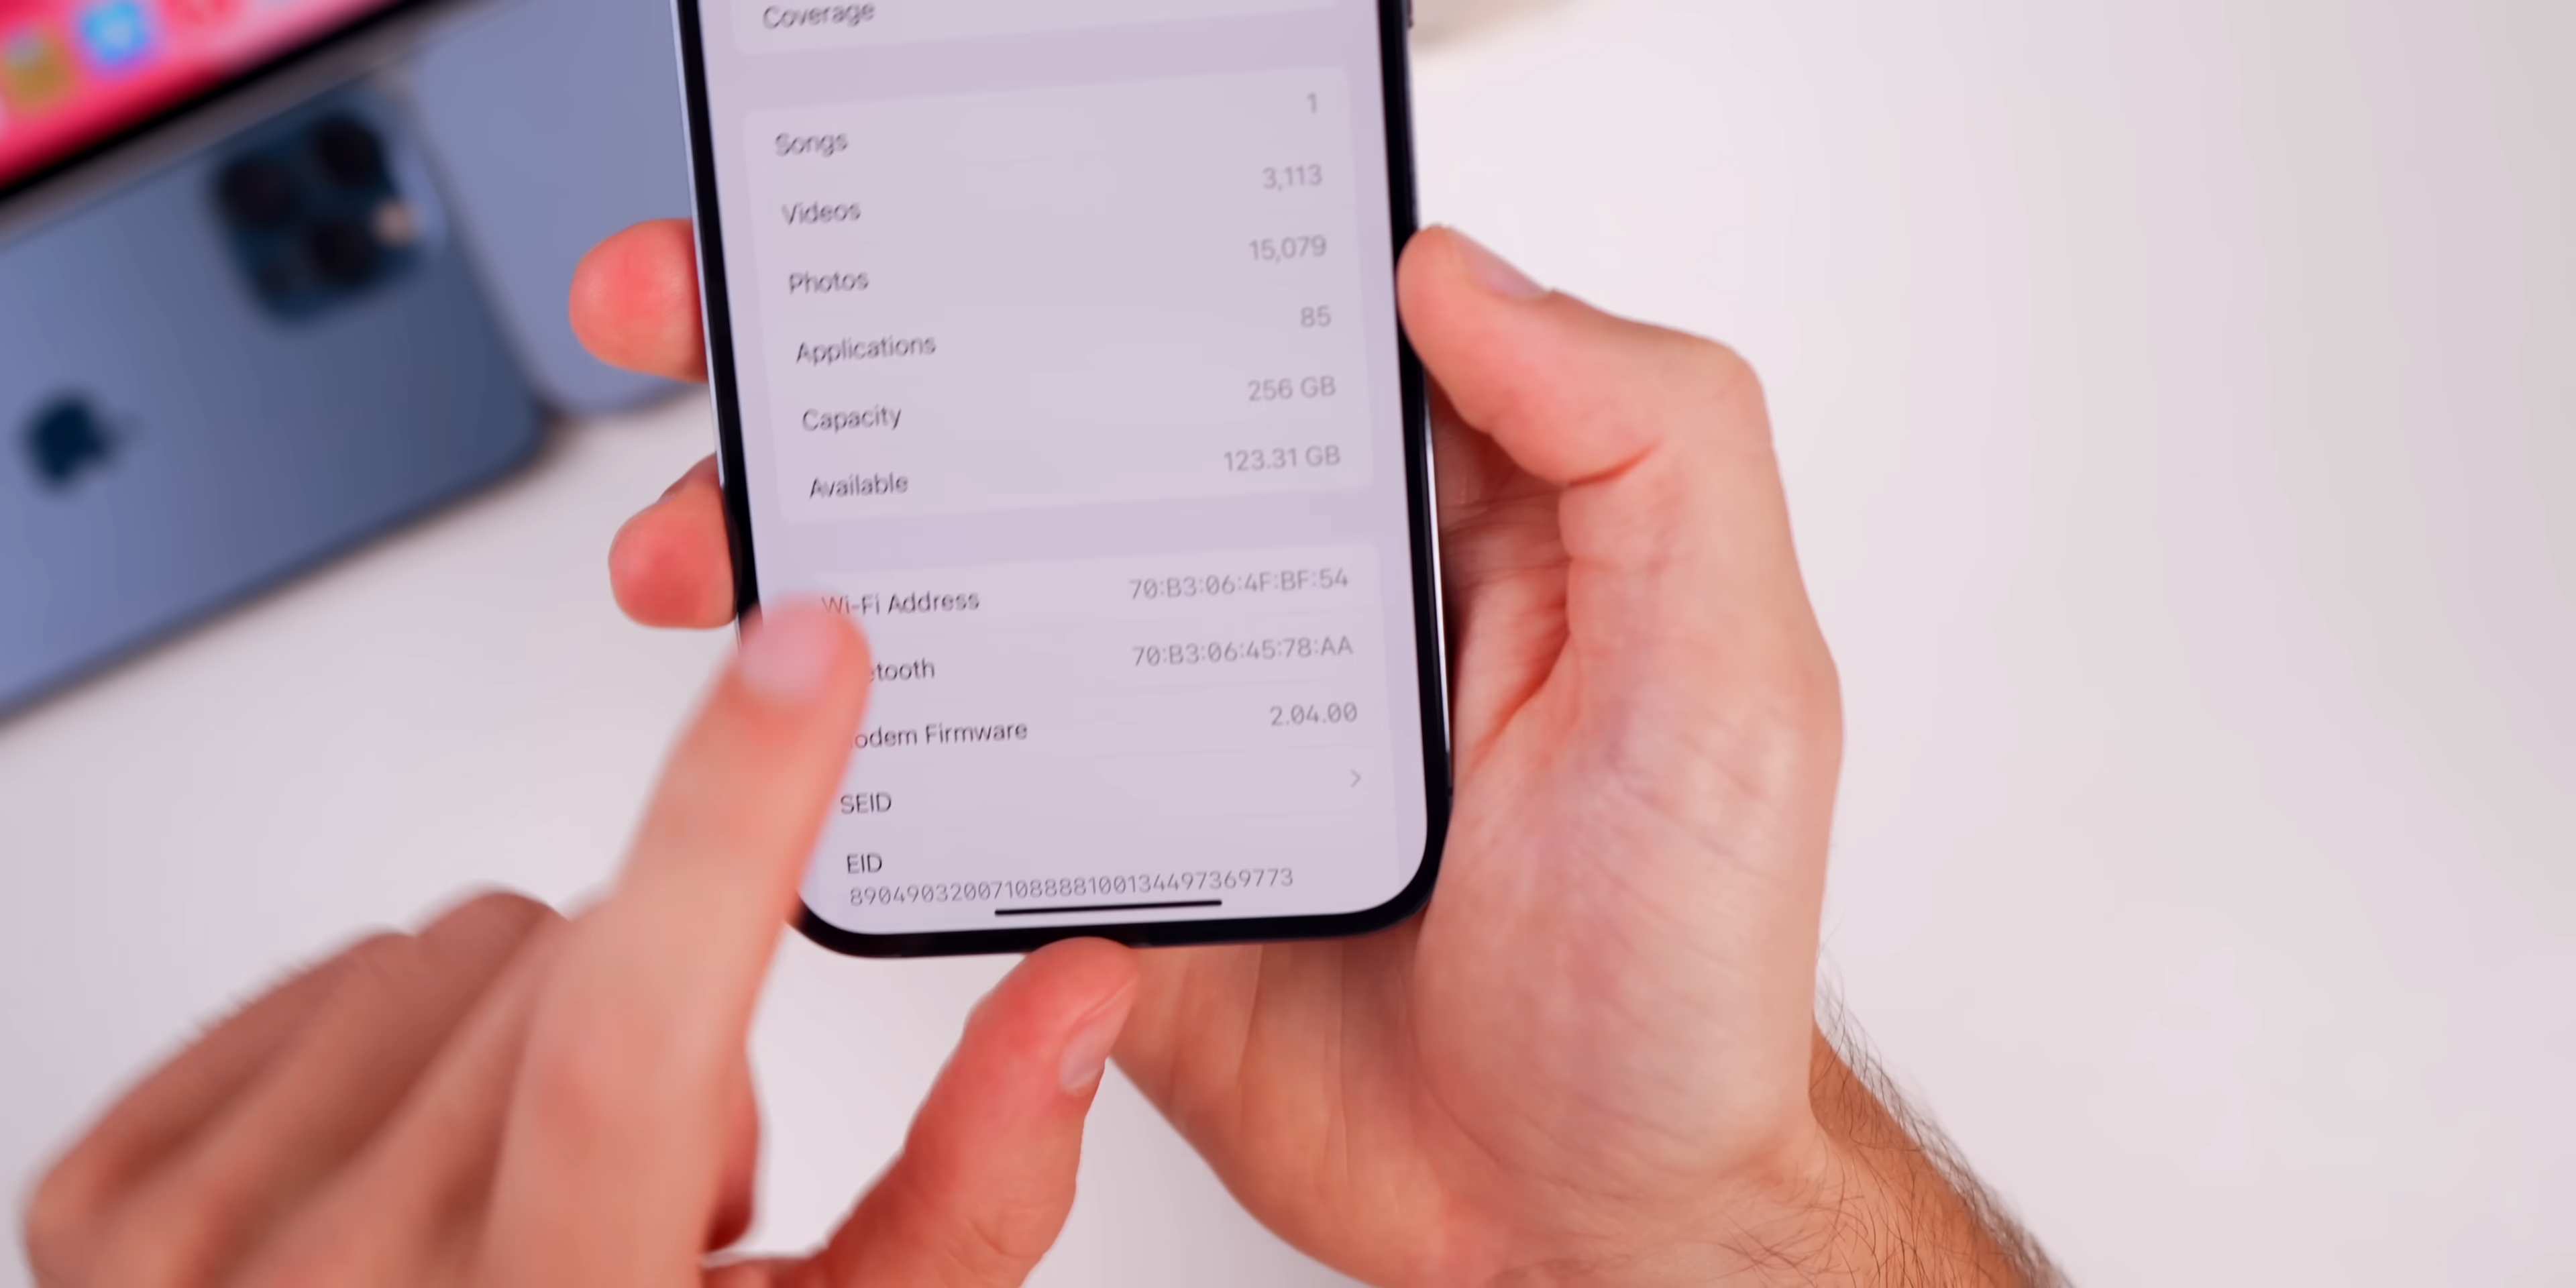 Coverage
Songs 1
Videos 3,113
Photos 15,079
Applications 85
Capacity 256 GB
Available 123.31 GB
Wi-Fi Address 70:B3:06:4F:BF:54
etooth 70:B3:06:45:78:AA
odem Firmware 2.04.00
SEID
EID
89049032007108888100134497369773